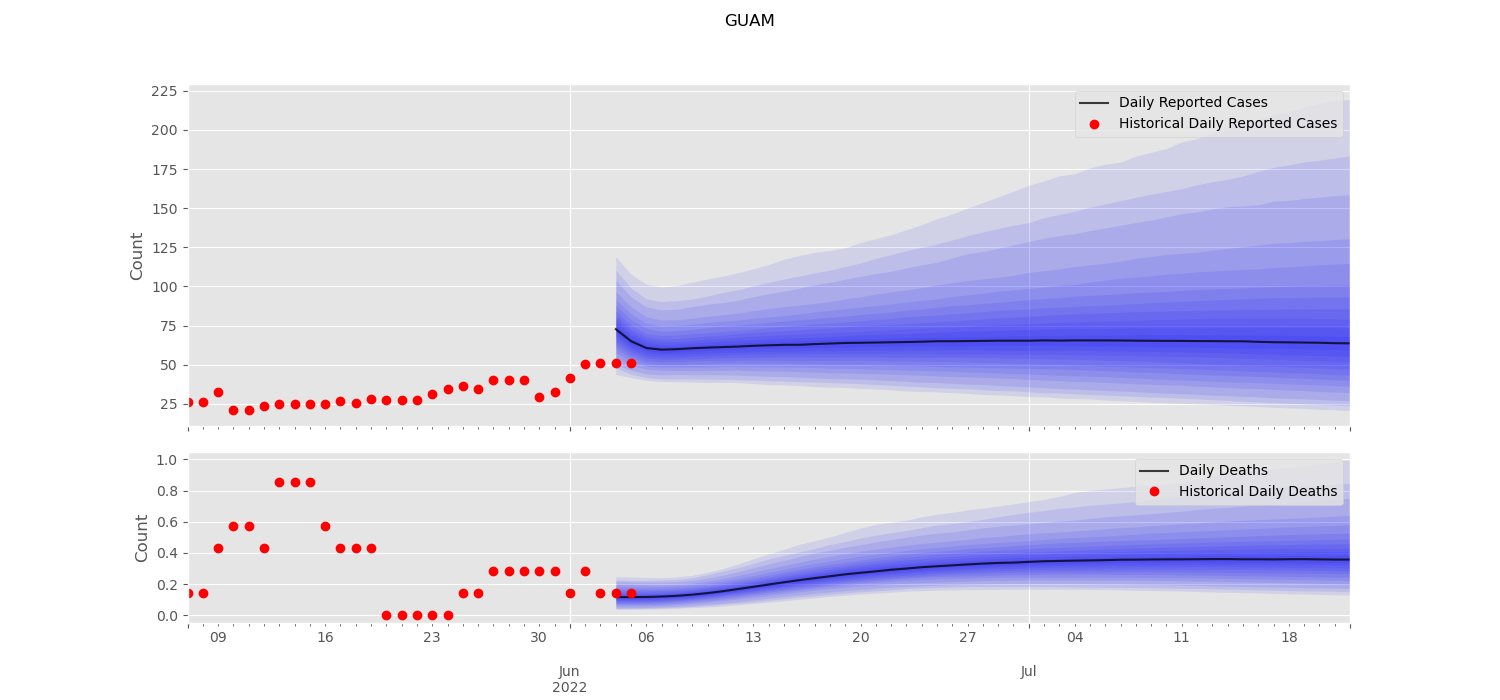 GUAM
225
200
175
150
125
100
75
50
25
Count
Daily Reported Cases
Historical Daily Reported Cases
1.0
0.8
0.6
0.4
0.2
0.0
Count
Daily Deaths
Historical Daily Deaths
09 16 23 30 06 13 20 27 04 11 18
Jun Jul
2022